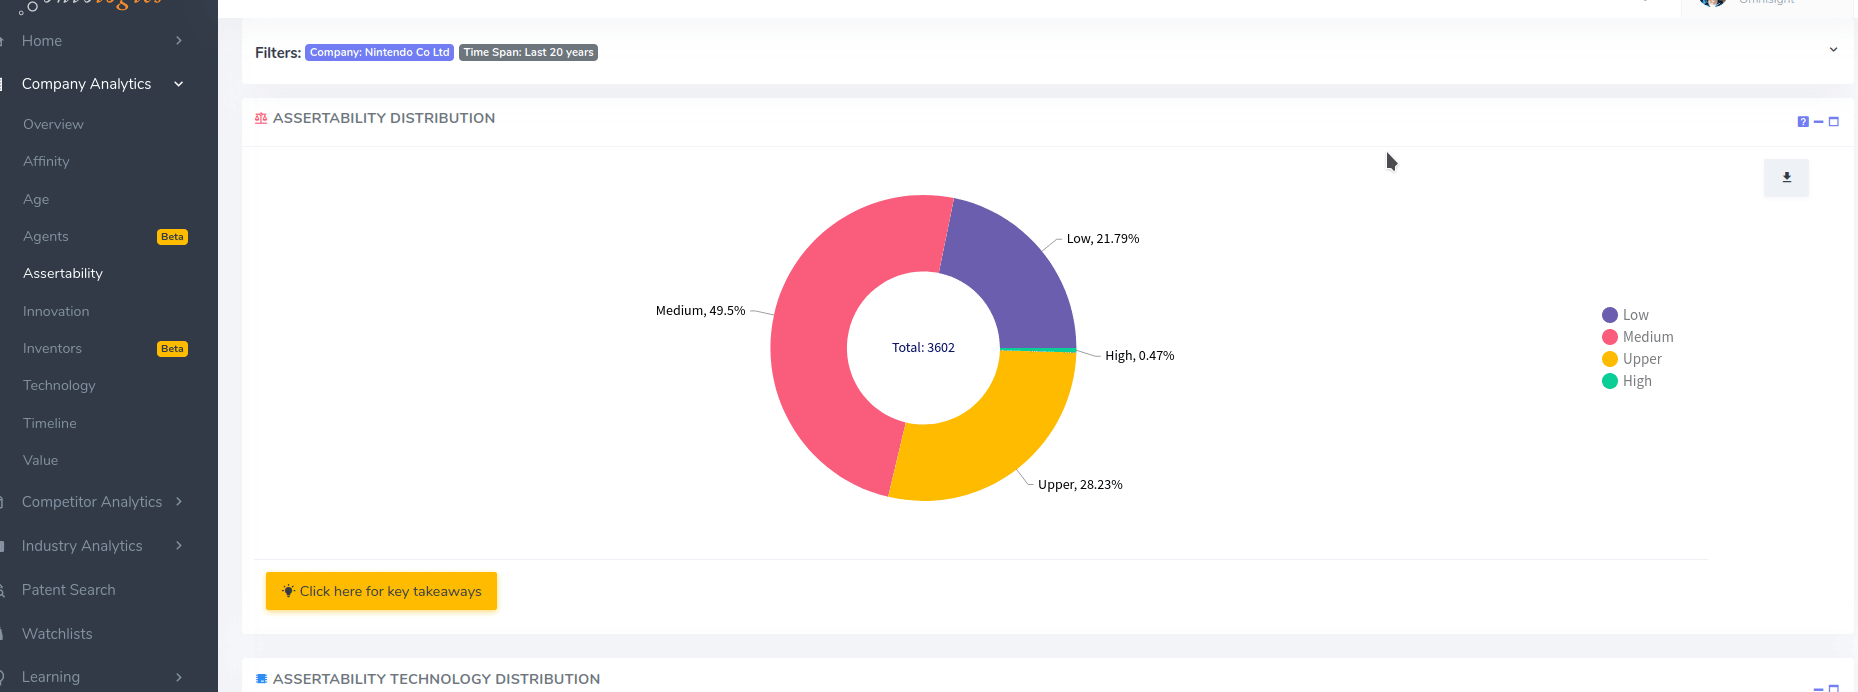 Home
Company Analytics
Overview
Affinity
Age
Agents Beta
Assertability
Innovation
Inventors Beta
Technology
Timeline
Value
Competitor Analytics
Industry Analytics
Patent Search
Watchlists
Learning
Filters: Company: Nintendo Co Ltd Time Span: Last 20 years
ASSERTABILITY DISTRIBUTION
Low, 21.79%
Medium, 49.5%
Total: 3602
High, 0.47%
Upper, 28.23%
Low
Medium
Upper
High
Click here for key takeaways
ASSERTABILITY TECHNOLOGY DISTRIBUTION